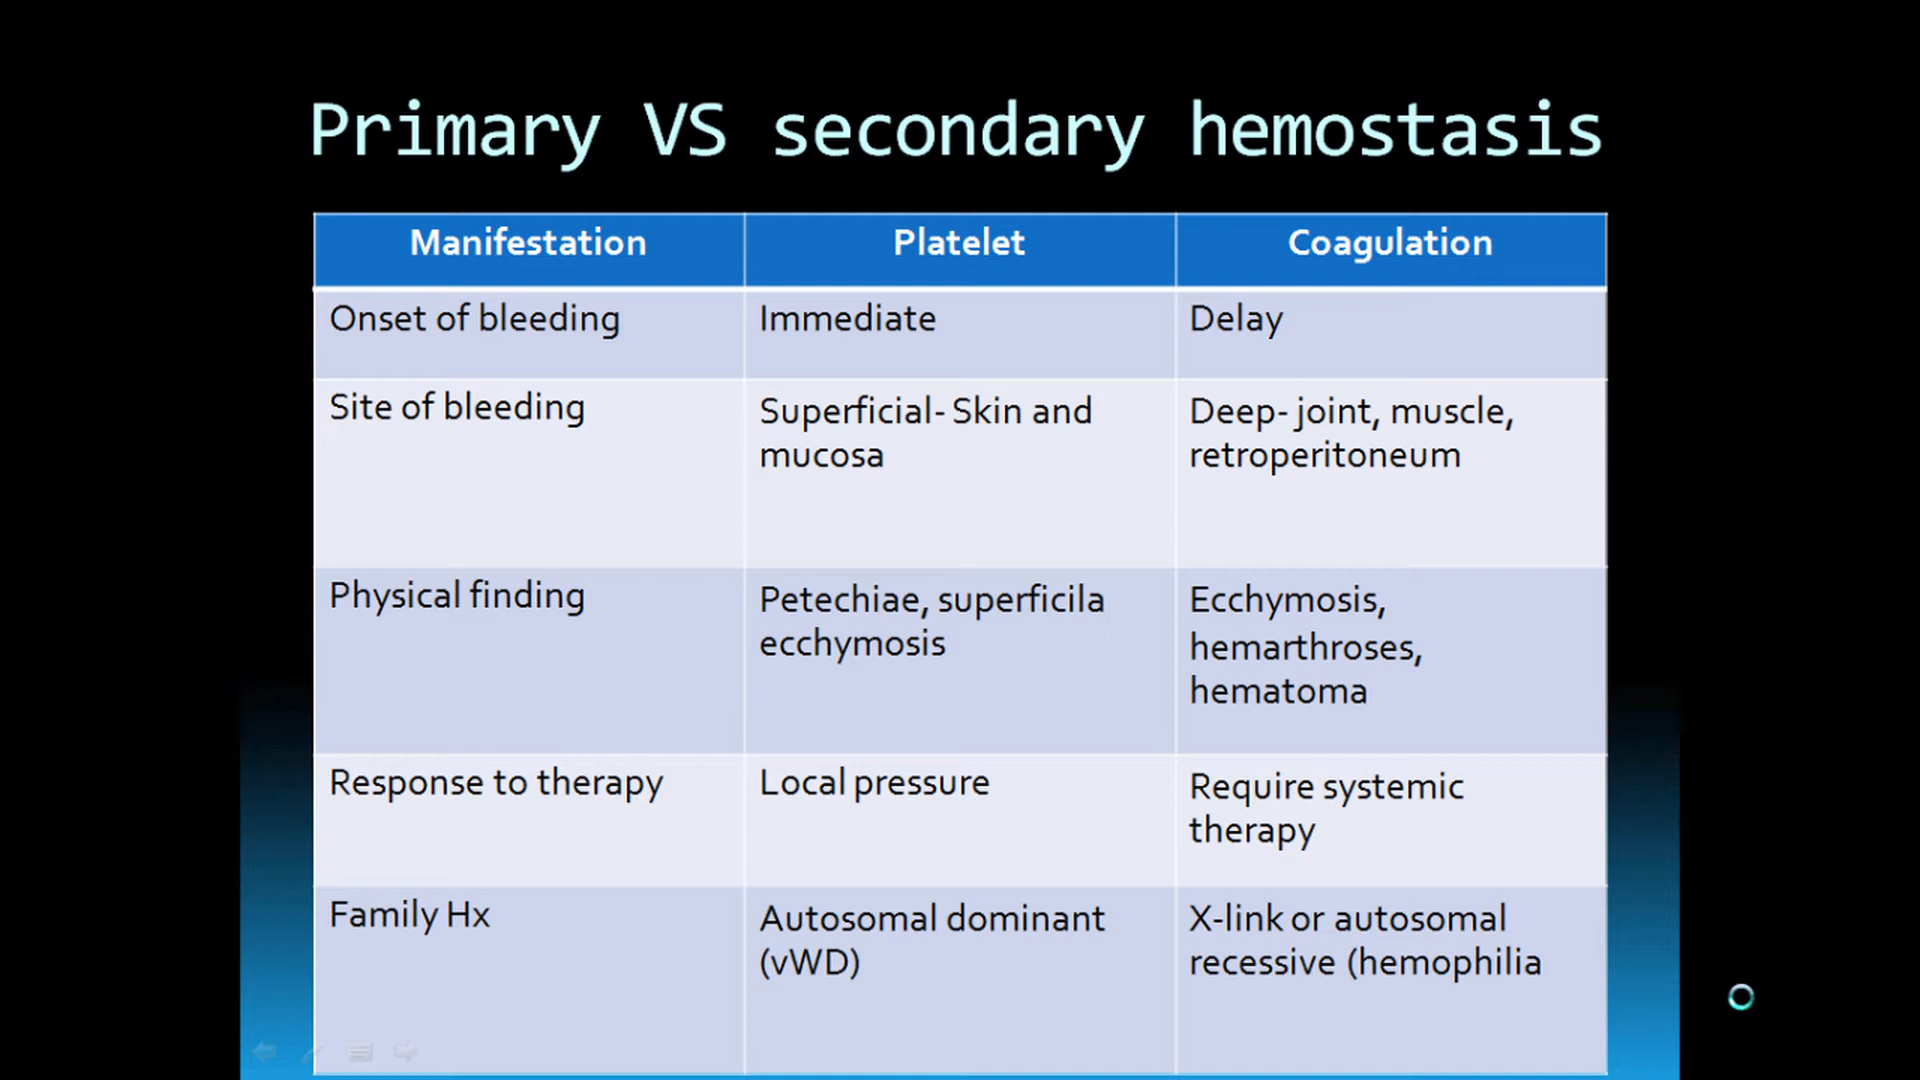 Primary VS secondary hemostasis
Manifestation Platelet Coagulation
Onset of bleeding Immediate Delay
Site of bleeding Superficial- Skin and Deep- joint, muscle,
mucosa retroperitoneum
Physical finding Petechiae, superficila Ecchymosis,
ecchymosis hemarthroses,
hematoma
Response to therapy Local pressure Require systemic
therapy
Family Hx Autosomal dominant X-link or autosomal
(vWD) recessive (hemophilia